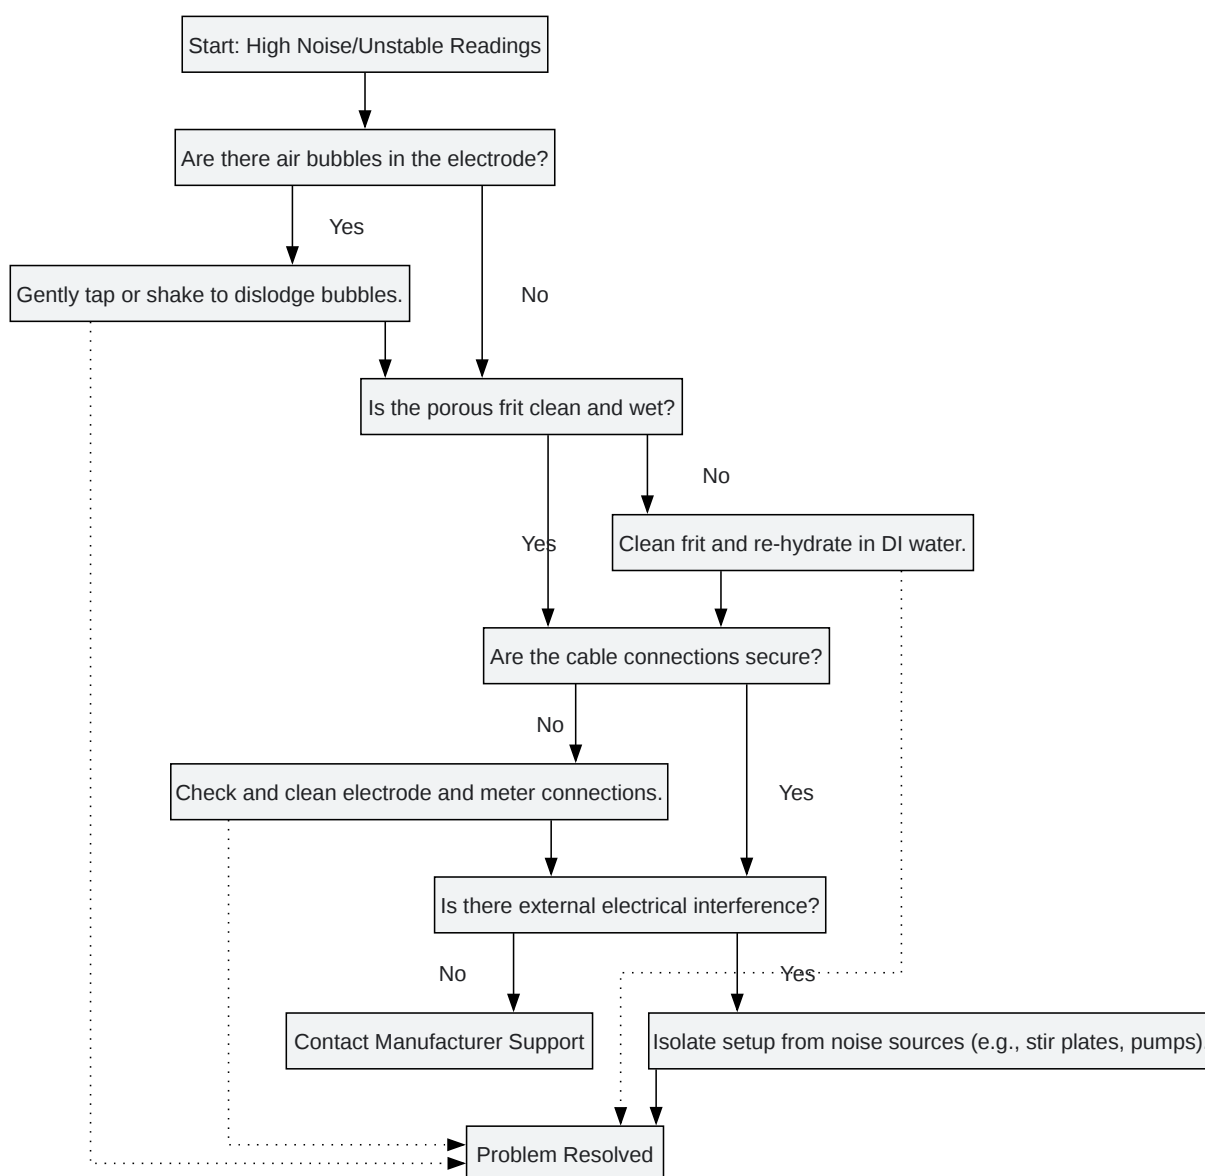 Start: High Noise/Unstable Readings
Are there air bubbles in the electrode?
Yes
Gently tap or shake to dislodge bubbles.
No
Is the porous frit clean and wet?
No
Yes
Clean frit and re-hydrate in DI water.
Are the cable connections secure?
No
Check and clean electrode and meter connections.
Yes
Is there external electrical interference?
No
Yes
Contact Manufacturer Support
Isolate setup from noise sources (e.g., stir plates, pumps).
Problem Resolved